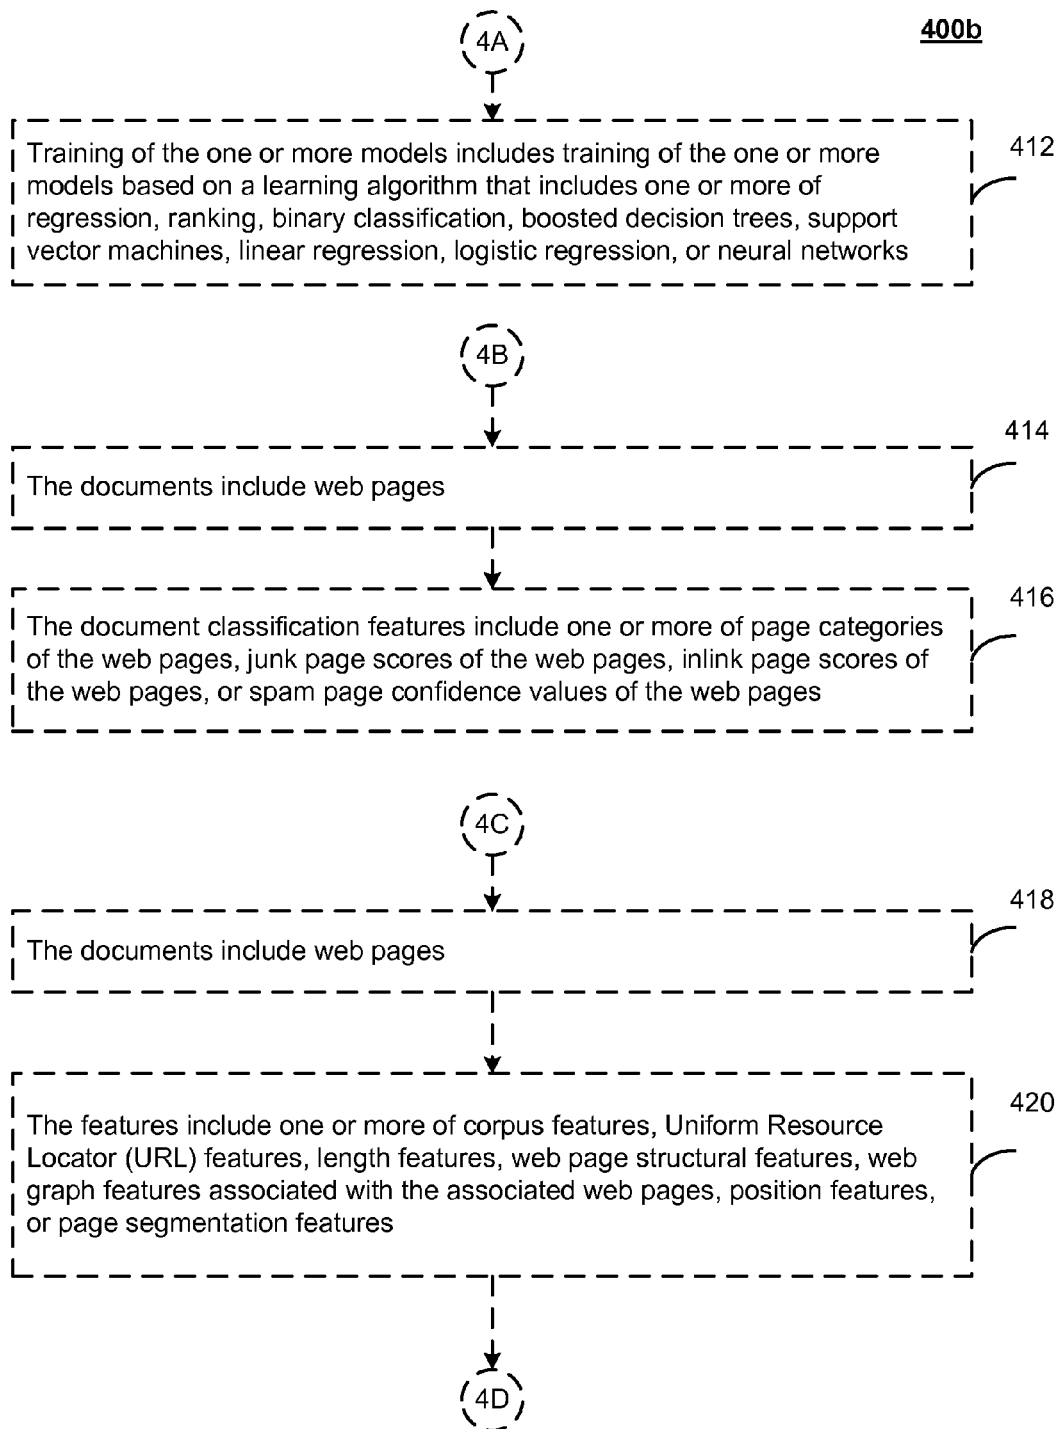 400b
4A
412
Training of the one or more models includes training of the one or more
models based on a learning algorithm that includes one or more of
regression, ranking, binary classification, boosted decision trees, support
vector machines, linear regression, logistic regression, or neural networks
4B
414
The documents include web pages
416
The document classification features include one or more of page categories
of the web pages, junk page scores of the web pages, inlink page scores of
the web pages, or spam page confidence values of the web pages
4C
418
The documents include web pages
420
The features include one or more of corpus features, Uniform Resource
Locator (URL) features, length features, web page structural features, web
graph features associated with the associated web pages, position features,
or page segmentation features
4D